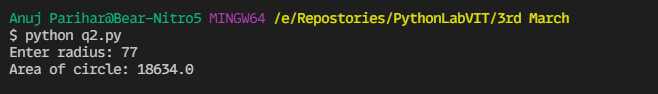 Anuj Parihar@Bear-Nitro5 MINGW64 /e/Repostories/PythonLabVIT/3rd March
$ python q2.py
Enter radius: 77
Area of circle: 18634.0